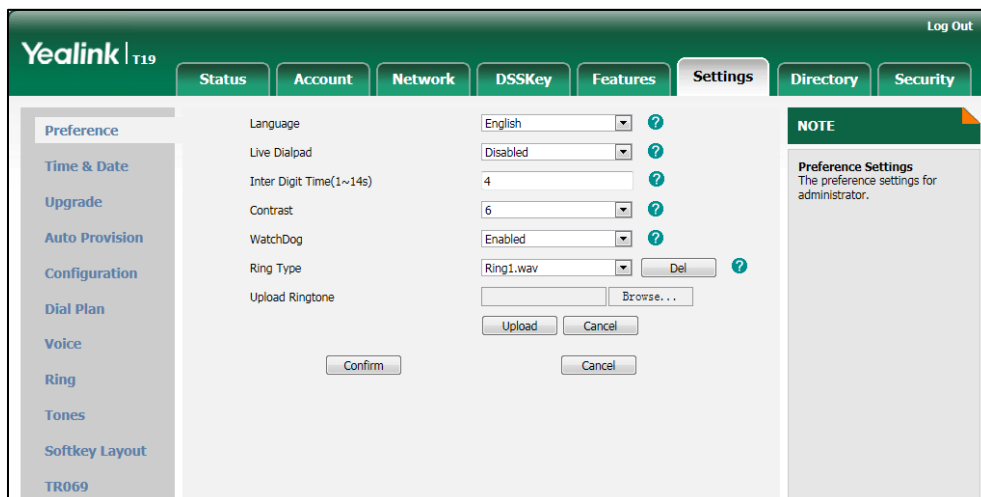 Log Out
Yealink T19
Status Account Network DSSKey Features Settings Directory Security
Preference
Time & Date
Upgrade
Auto Provision
Configuration
Dial Plan
Voice
Ring
Tones
Softkey Layout
TR069
Language English ?
Live Dialpad Disabled ?
Inter Digit Time(1~14s) 4 ?
Contrast 6 ?
WatchDog Enabled ?
Ring Type Ring1.wav Del ?
Upload Ringtone Browse...
Upload Cancel
Confirm Cancel
NOTE
Preference Settings
The preference settings for
administrator.